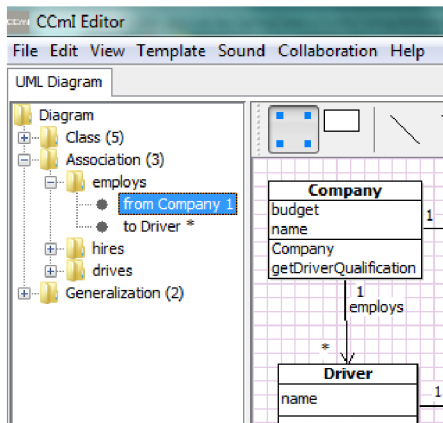 CCmI CCmI Editor
File Edit View Template Sound Collaboration Help
UML Diagram
Diagram
Class (5)
Association (3)
employs
from Company 1
to Driver *
hires
drives
Generalization (2)
Company
budget
name
1
Company
getDriverQualification
1
employs
*
Driver
name
1